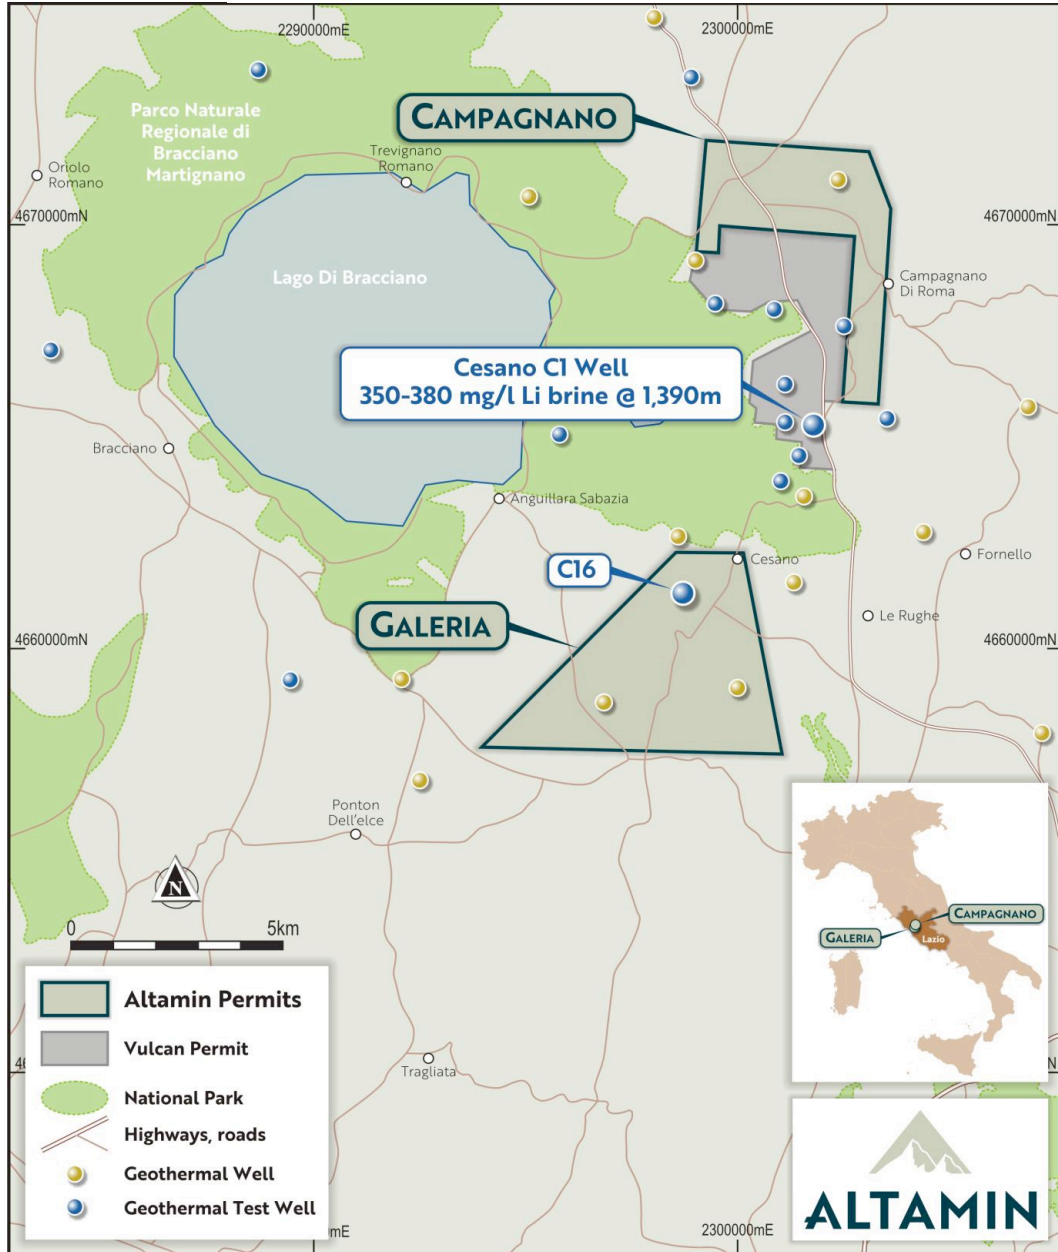 2290000mE
2300000mE
CAMPAGNANO
Parco Naturale
Regionale di
Bracciano
Martignano
Oriolo
Romano
Trevignano
Romano
4670000mN
4670000mN
Lago Di Bracciano
Campagnano
Di Roma
Cesano C1 Well
350-380 mg/l Li brine @ 1,390m
Bracciano
Anguillara Sabazia
Cesano
Fornello
C16
GALERIA
Le Rughe
4660000mN
4660000mN
Ponton
Dell'elce
N
0 5km
CAMPAGNANO
GALERIA
Lazio
Altamin Permits
Vulcan Permit
National Park
Highways, roads
Geothermal Well
Geothermal Test Well
Tragliata
N
2300000mE
ALTAMIN